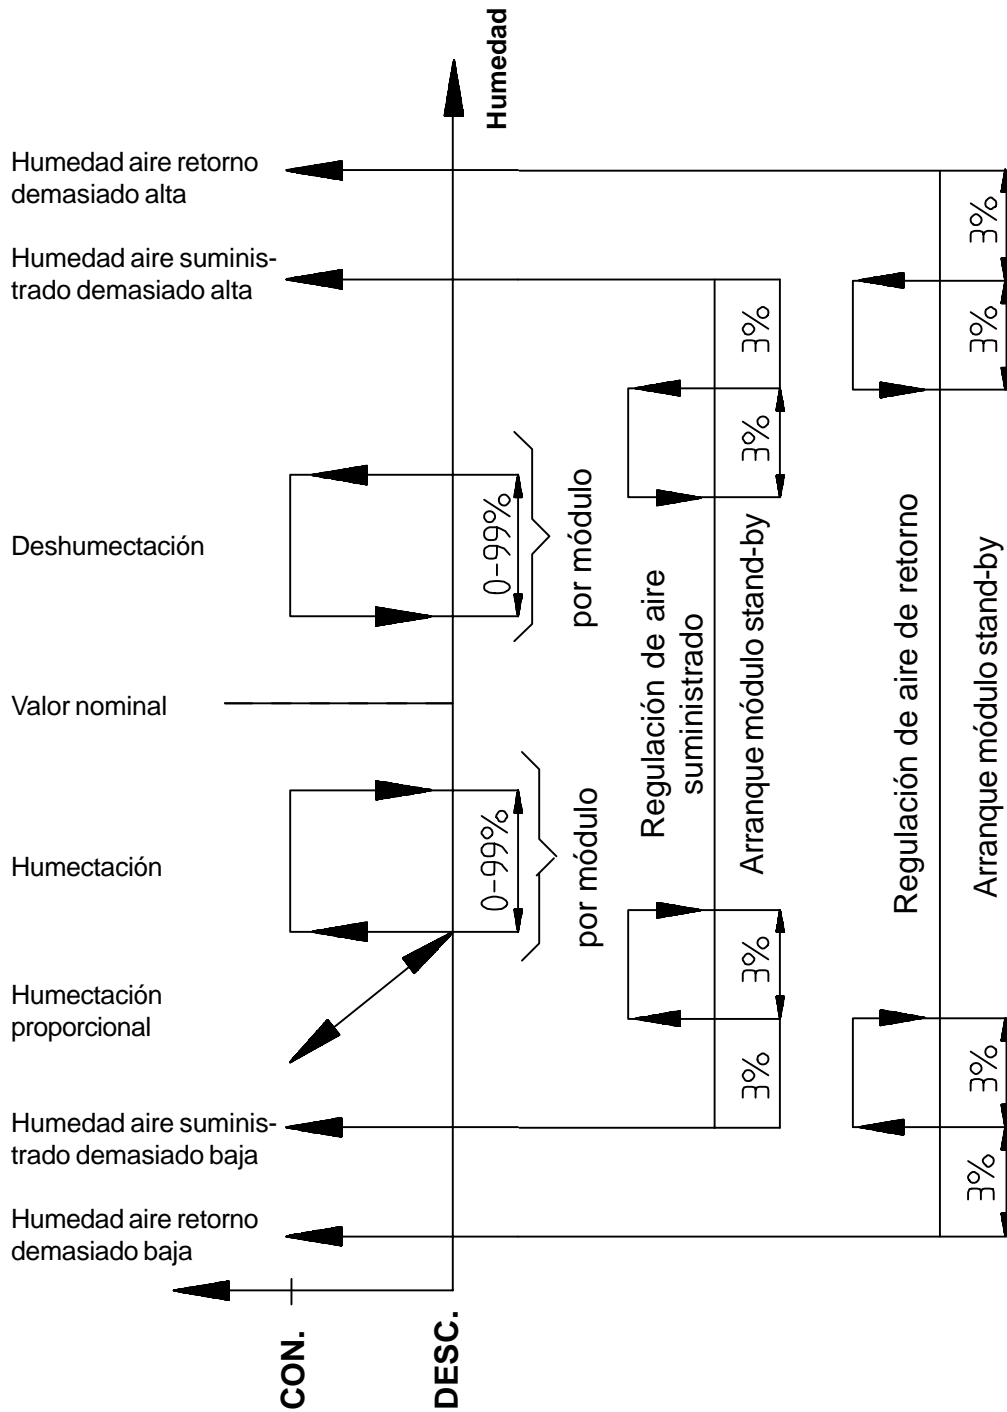 Humedad
Humedad aire retorno
demasiado alta
Humedad aire suminis-
trado demasiado alta
3%
3%
3%
3%
Deshumectación
0-99%
por módulo
Valor nominal
Regulación de aire
suministrado
Arranque módulo stand-by
Regulación de aire de retorno
Arranque módulo stand-by
Humectación
0-99%
por módulo
Humectación
proporcional
3%
3%
3%
3%
Humedad aire suminis-
trado demasiado baja
Humedad aire retorno
demasiado baja
CON.
DESC.